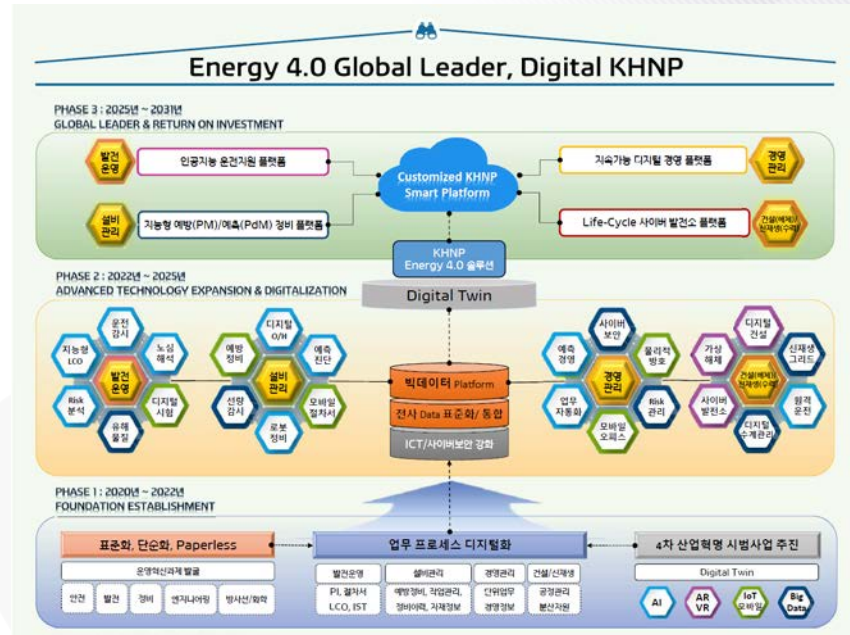 Energy 4.0 Global Leader, Digital KHNP
PHASE 3 : 2025년 ~ 2031년
GLOBAL LEADER & RETURN ON INVESTMENT
발전
운영
인공지능 운전지원 플랫폼
설비
관리
지능형 예방(PM)/예측(PdM) 정비 플랫폼
Customized KHNP
Smart Platform
지속가능 디지털 경영 플랫폼
경영
관리
Life-Cycle 사이버 발전소 플랫폼
건설(해체)/
신재생(수력)
KHNP
Energy 4.0 솔루션
Digital Twin
PHASE 2 : 2022년 ~ 2025년
ADVANCED TECHNOLOGY EXPANSION & DIGITALIZATION
운전
감시
지능형
LCO
노심
해석
발전
운영
Risk
분석
디지털
시험
유해
물질
디지털
O/H
예방
정비
예측
진단
설비
관리
선량
감시
모바일
절차서
로봇
정비
빅데이터 Platform
전사 Data 표준화/ 통합
ICT/사이버보안 강화
사이버
보안
예측
경영
물리적
방호
경영
관리
업무
자동화
Risk
관리
모바일
오피스
디지털
건설
가상
해체
신재생
그리드
건설(해체)/
신재생(수력)
사이버
발전소
원격
운전
디지털
수계관리
PHASE 1 : 2020년 ~ 2022년
FOUNDATION ESTABLISHMENT
표준화, 단순화, Paperless
운영혁신과제 발굴
안전
발전
정비
엔지니어링
방사선/화학
업무 프로세스 디지털화
발전운영
설비관리
경영관리
건설/신재생
PI, 절차서
LCO, IST
예방정비, 작업관리,
정비이력, 자재정보
단위업무
경영정보
공정관리
분산자원
4차 산업혁명 시범사업 추진
Digital Twin
AI
AR
VR
IoT
모바일
Big
Data